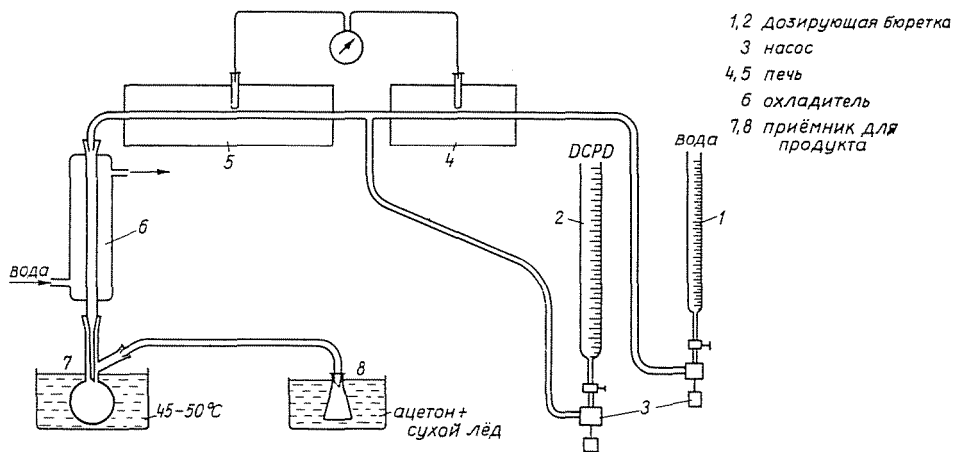 1,2 дозирующая бюретка
3 насос
4,5 печь
6 охладитель
7,8 приёмник для
продукта
5
4
DCPD
вода
2
1
6
вода
7
8
45-50°C
ацетон+
сухой лёд
3